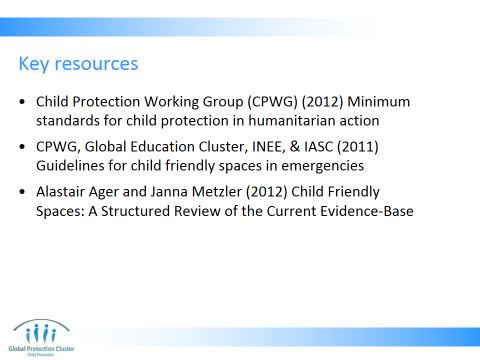 Key resources
• Child Protection Working Group (CPWG) (2012) Minimum
standards for child protection in humanitarian action
• CPWG, Global Education Cluster, INEE, & IASC (2011)
Guidelines for child friendly spaces in emergencies
• Alastair Ager and Janna Metzler (2012) Child Friendly
Spaces: A Structured Review of the Current Evidence-Base
Global Protection Cluster
Child Protection